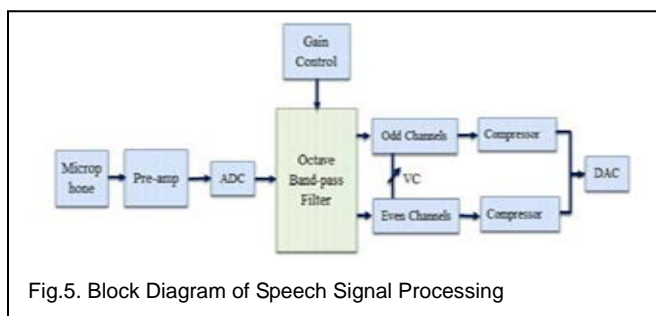 Gain
Control
Microp
hone
Pre-amp
ADC
Octave
Band-pass
Filter
Odd Channels
Compressor
VC
DAC
Even Channels
Compressor
Fig.5. Block Diagram of Speech Signal Processing